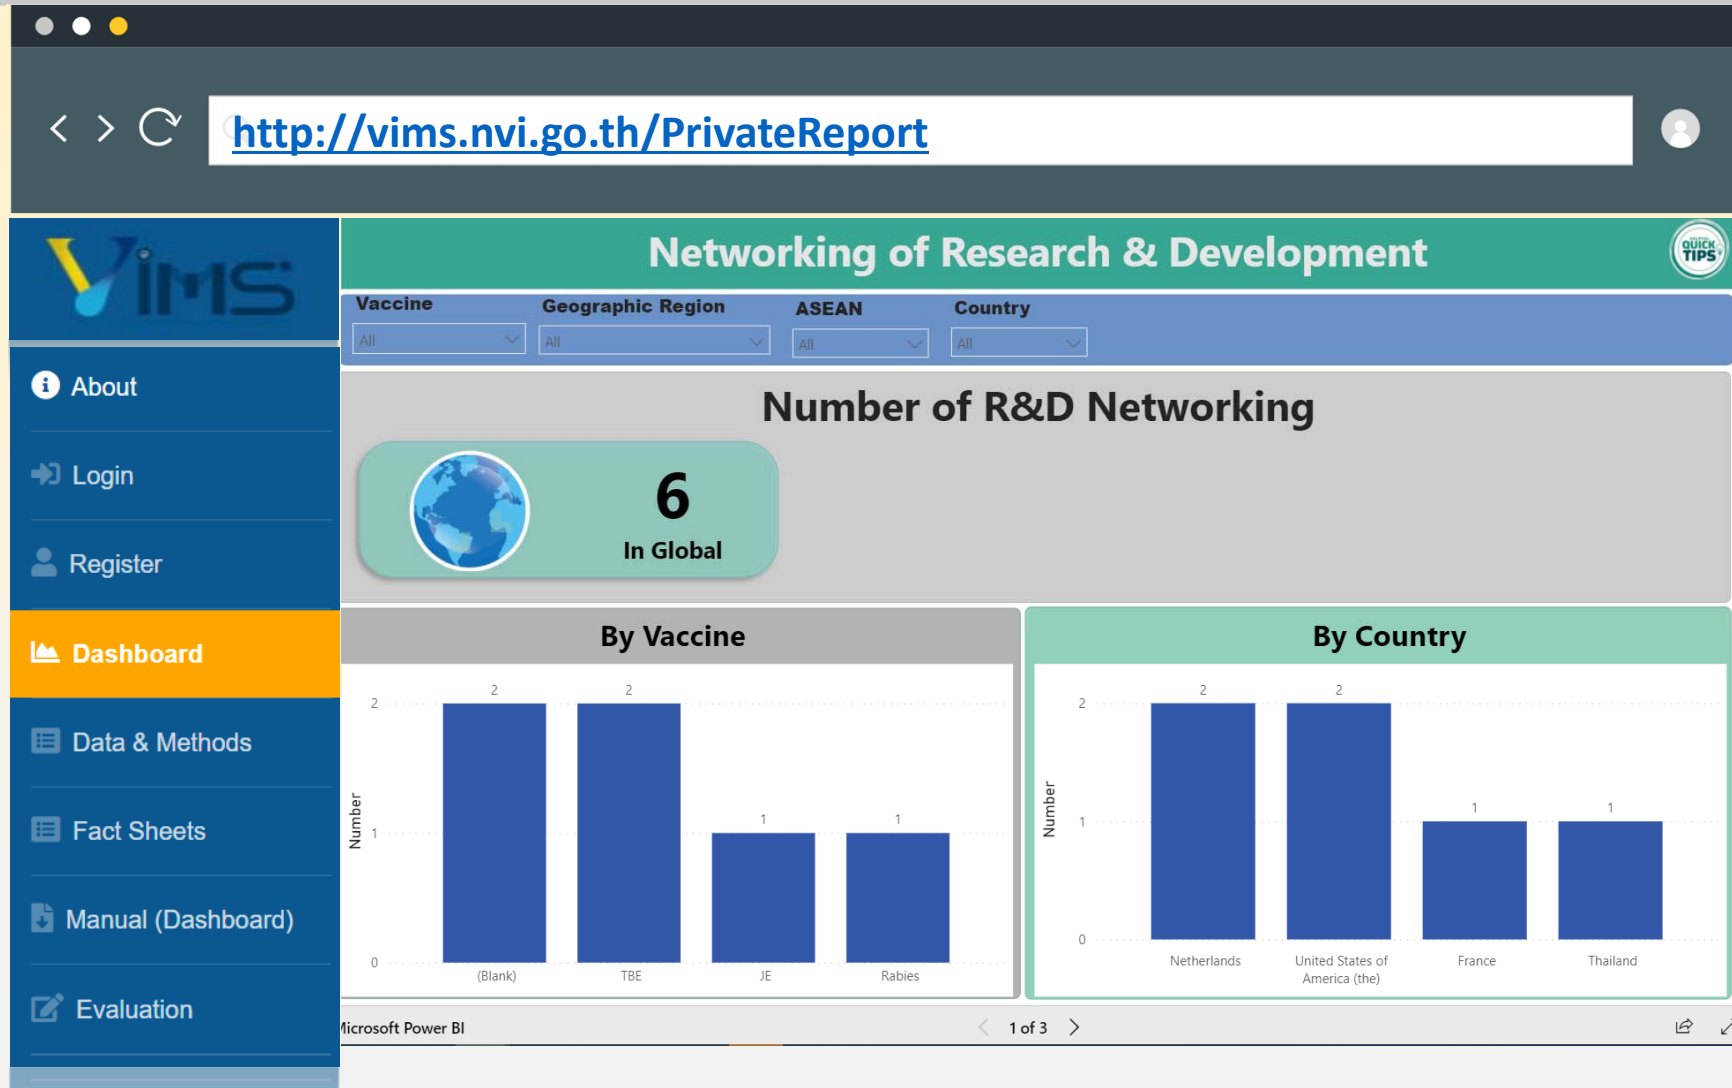 http://vims.nvi.go.th/PrivateReport
ViMS
Networking of Research & Development
QUICK
TIPS
Vaccine
Geographic Region
ASEAN
Country
All
All
All
All
About
Login
Register
Dashboard
Data & Methods
Fact Sheets
Manual (Dashboard)
Evaluation
Number of R&D Networking
6
In Global
By Vaccine
2
1
0
Number
2
2
1
1
(Blank)
TBE
JE
Rabies
By Country
2
1
0
Number
2
2
1
1
Netherlands
United States of
America (the)
France
Thailand
Microsoft Power BI
1 of 3